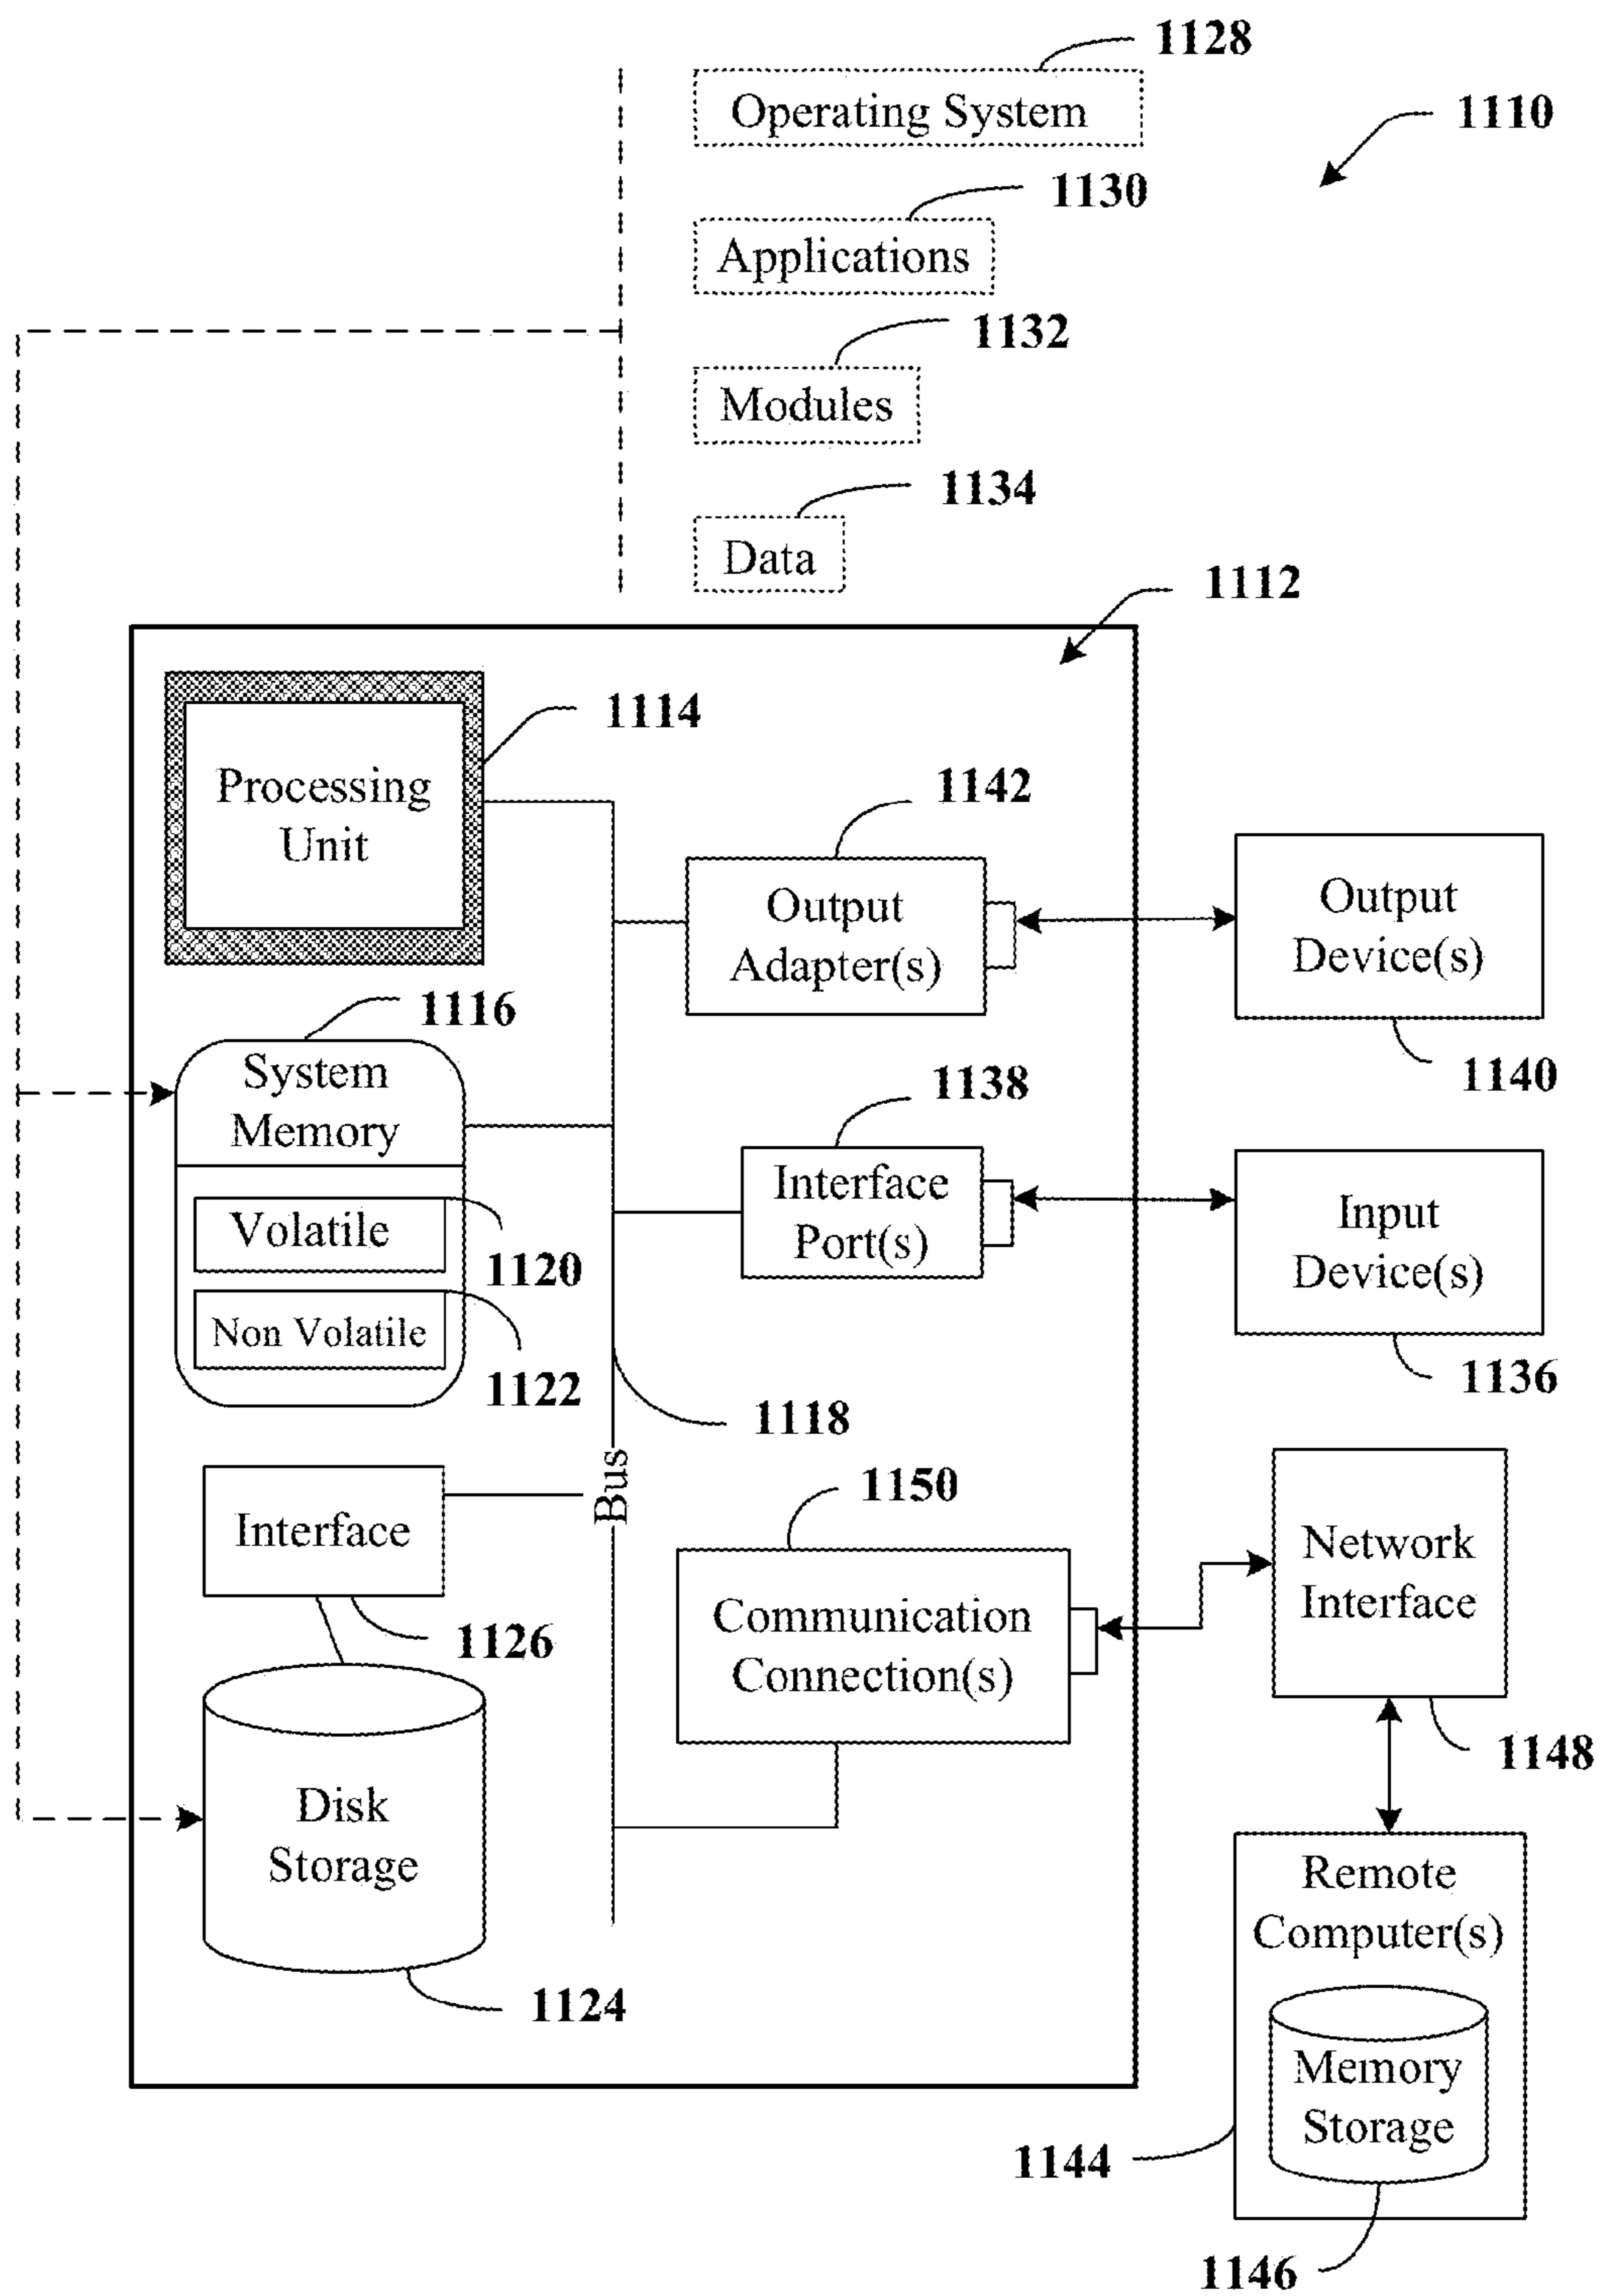 1128
Operating System
1110
1130
Applications
1132
Modules
1134
Data
1112
1114
Processing
Unit
1142
Output
Adapter(s)
Output
Device(s)
1140
1116
System
Memory
1138
Interface
Port(s)
Input
Device(s)
1136
Volatile
1120
Non Volatile
1122
1118
Bus
Interface
1126
1150
Communication
Connection(s)
Network
Interface
1148
Disk
Storage
1124
Remote
Computer(s)
Memory
Storage
1144
1146